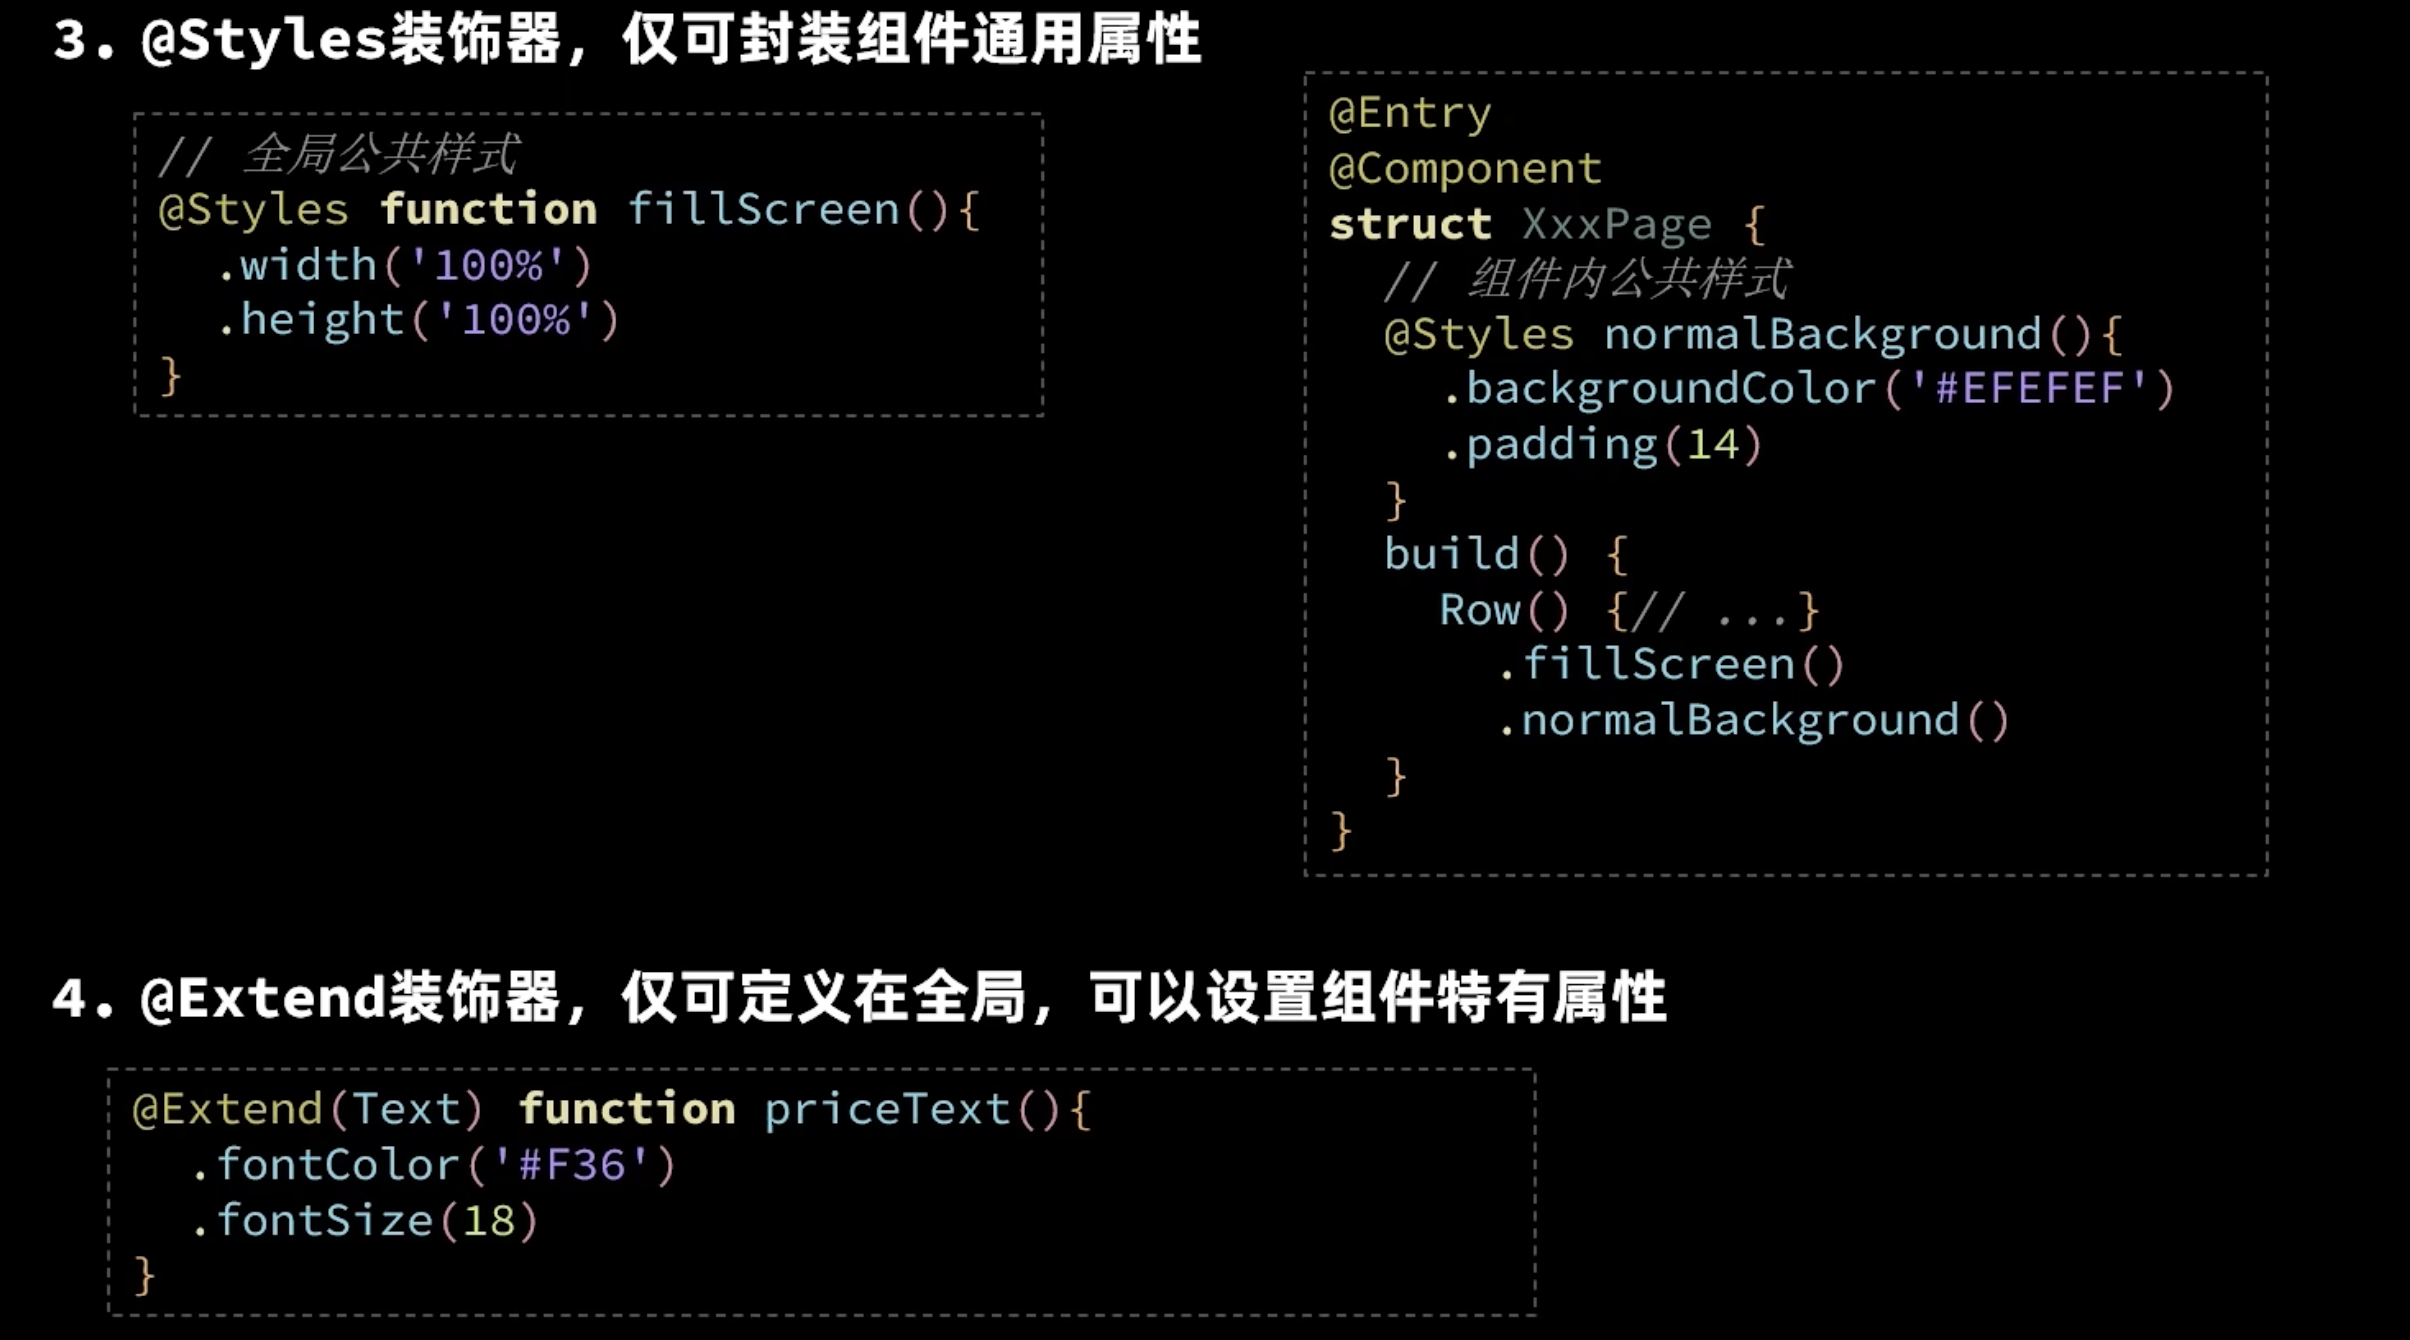 3. @Styles装饰器，仅可封装组件通用属性
// 全局公共样式
@Styles function fillScreen(){
  .width('100%')
  .height('100%')
}
@Entry
@Component
struct XxxPage {
  // 组件内公共样式
  @Styles normalBackground(){
    .backgroundColor('#EFEFEF')
    .padding(14)
  }
  build() {
    Row() {// ...}
      .fillScreen()
      .normalBackground()
  }
}
4. @Extend装饰器，仅可定义在全局，可以设置组件特有属性
@Extend(Text) function priceText(){
  .fontColor('#F36')
  .fontSize(18)
}